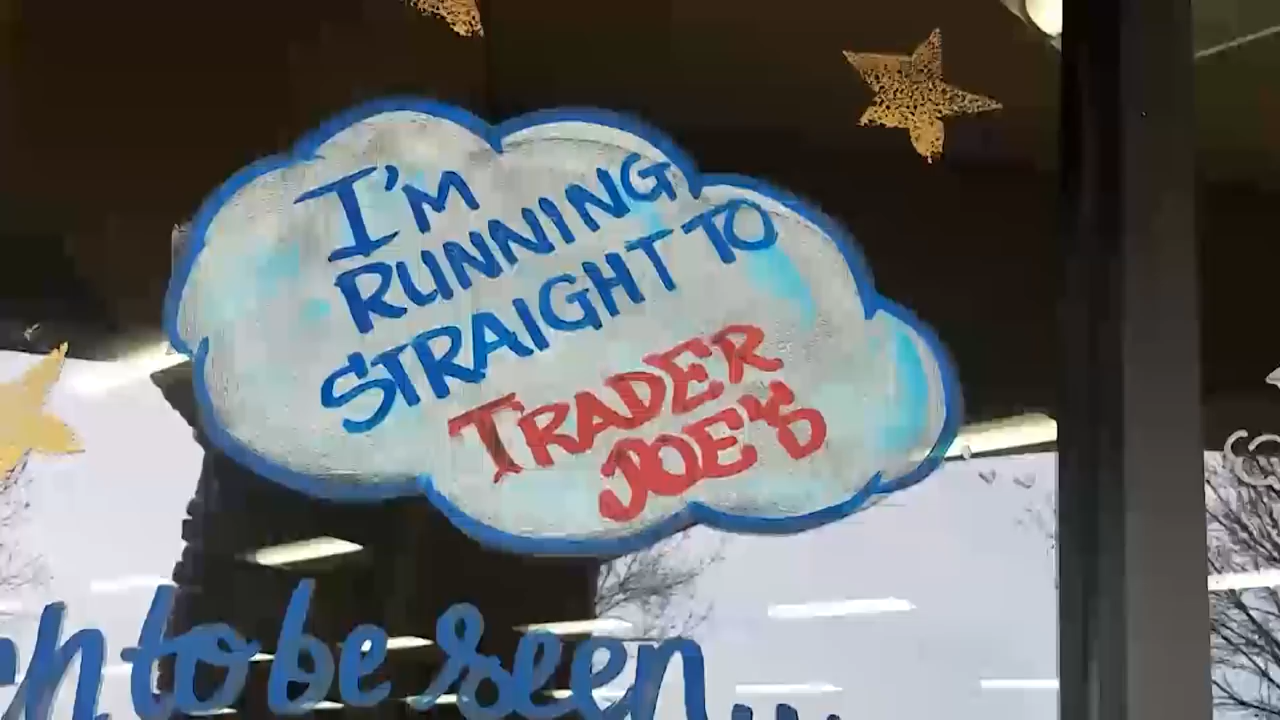 I'M
RUNNING
STRAIGHT TO
TRADER
JOE'S
to be seen...